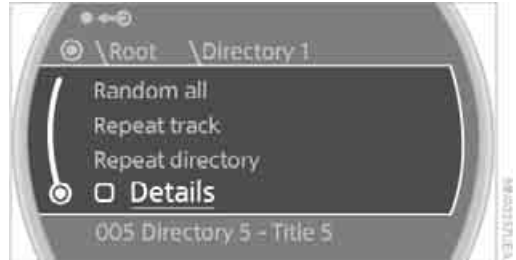 \Root \Directory 1
Random all
Repeat track
Repeat directory
Details
005 Directory 5 - Title 5